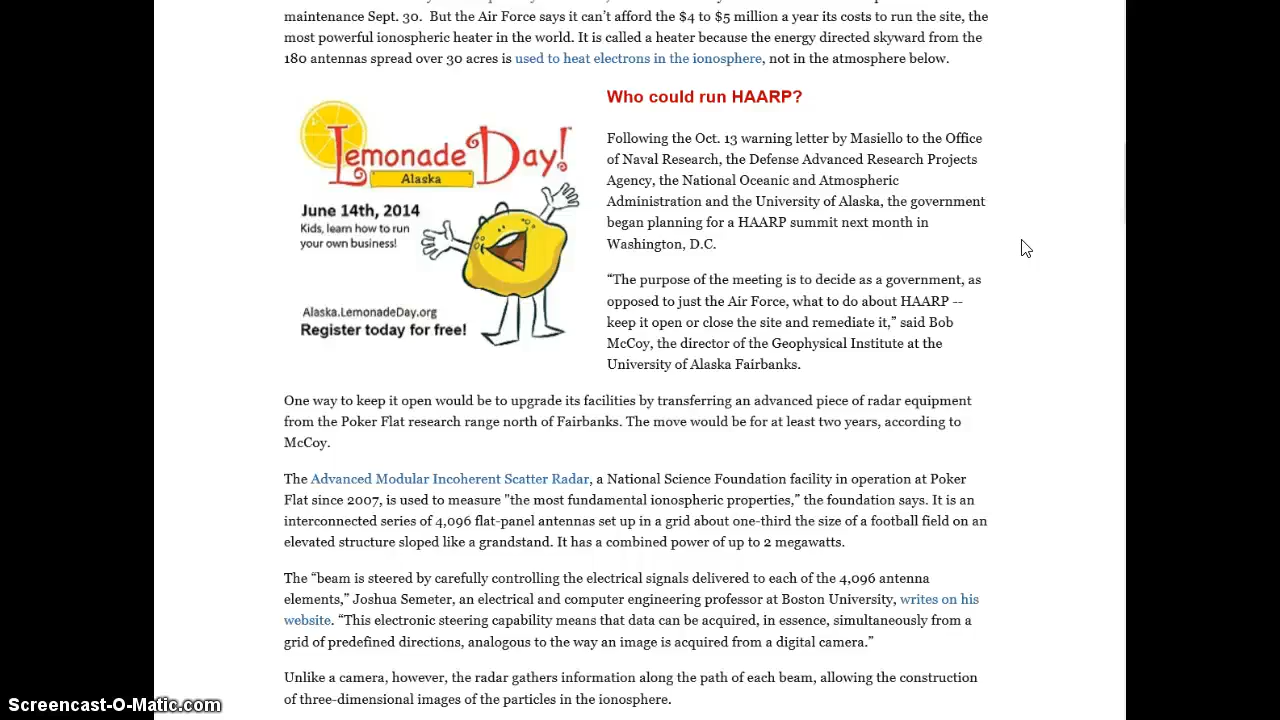 maintenance Sept. 30.  But the Air Force says it can’t afford the $4 to $5 million a year its costs to run the site, the
most powerful ionospheric heater in the world. It is called a heater because the energy directed skyward from the
180 antennas spread over 30 acres is used to heat electrons in the ionosphere, not in the atmosphere below.
Lemonade Day!
Alaska
June 14th, 2014
Kids, learn how to run
your own business!
Alaska.LemonadeDay.org
Register today for free!
Who could run HAARP?
Following the Oct. 13 warning letter by Masiello to the Office
of Naval Research, the Defense Advanced Research Projects
Agency, the National Oceanic and Atmospheric
Administration and the University of Alaska, the government
began planning for a HAARP summit next month in
Washington, D.C.
“The purpose of the meeting is to decide as a government, as
opposed to just the Air Force, what to do about HAARP --
keep it open or close the site and remediate it,” said Bob
McCoy, the director of the Geophysical Institute at the
University of Alaska Fairbanks.
One way to keep it open would be to upgrade its facilities by transferring an advanced piece of radar equipment
from the Poker Flat research range north of Fairbanks. The move would be for at least two years, according to
McCoy.
The Advanced Modular Incoherent Scatter Radar, a National Science Foundation facility in operation at Poker
Flat since 2007, is used to measure "the most fundamental ionospheric properties,” the foundation says. It is an
interconnected series of 4,096 flat-panel antennas set up in a grid about one-third the size of a football field on an
elevated structure sloped like a grandstand. It has a combined power of up to 2 megawatts.
The “beam is steered by carefully controlling the electrical signals delivered to each of the 4,096 antenna
elements,” Joshua Semeter, an electrical and computer engineering professor at Boston University, writes on his
website. “This electronic steering capability means that data can be acquired, in essence, simultaneously from a
grid of predefined directions, analogous to the way an image is acquired from a digital camera.”
Unlike a camera, however, the radar gathers information along the path of each beam, allowing the construction
of three-dimensional images of the particles in the ionosphere.
Screencast-O-Matic.com